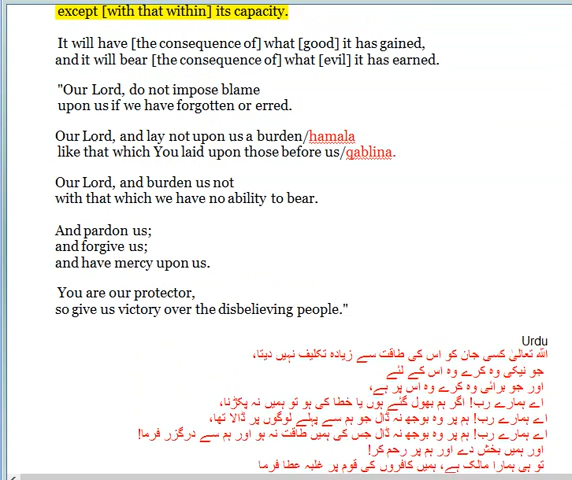 except [with that within] its capacity.
It will have [the consequence of] what [good] it has gained,
and it will bear [the consequence of] what [evil] it has earned.
"Our Lord, do not impose blame
upon us if we have forgotten or erred.
Our Lord, and lay not upon us a burden/hamala
like that which You laid upon those before us/qablina.
Our Lord, and burden us not
with that which we have no ability to bear.
And pardon us;
and forgive us;
and have mercy upon us.
You are our protector,
so give us victory over the disbelieving people."
Urdu
اللہ تعالیٰ کسی جان کو اس کی طاقت سے زیادہ تکلیف نہیں دیتا،
جو نیکی وہ کرے وہ اس کے لئے
اور جو برائی وہ کرے وہ اس پر ہے،
اے ہمارے رب! اگر ہم بھول گئے ہوں یا خطا کی ہو تو ہمیں نہ پکڑنا،
اے ہمارے رب! ہم پر وہ بوجھ نہ ڈال جو ہم سے پہلے لوگوں پر ڈالا تھا،
اے ہمارے رب! ہم پر وہ بوجھ نہ ڈال جس کی ہمیں طاقت نہ ہو اور ہم سے درگزر فرما!
اور ہمیں بخش دے اور ہم پر رحم کر!
تو ہی ہمارا مالک ہے، ہمیں کافروں کی قوم پر غلبہ عطا فرما